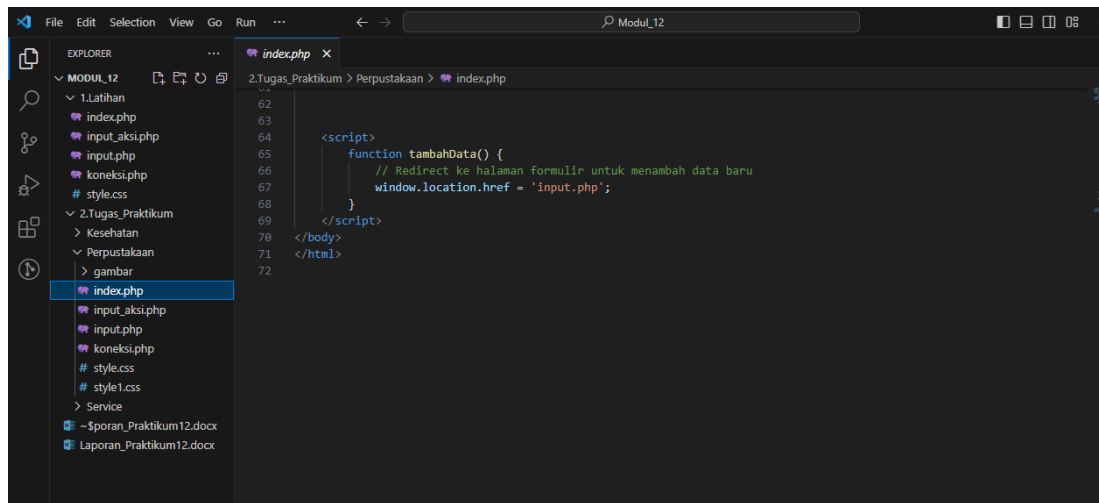 File Edit Selection View Go Run ··· ← → Modul_12
EXPLORER ···
MODUL_12
1.Latihan
index.php
input_aksi.php
input.php
koneksi.php
# style.css
2.Tugas_Praktikum
> Kesehatan
Perpustakaan
> gambar
index.php
input_aksi.php
input.php
koneksi.php
# style.css
# style1.css
> Service
~$poran_Praktikum12.docx
Laporan_Praktikum12.docx
index.php ×
2.Tugas_Praktikum > Perpustakaan > index.php
61
62
63
64 <script>
65 function tambahData() {
66 // Redirect ke halaman formulir untuk menambah data baru
67 window.location.href = 'input.php';
68 }
69 </script>
70 </body>
71 </html>
72